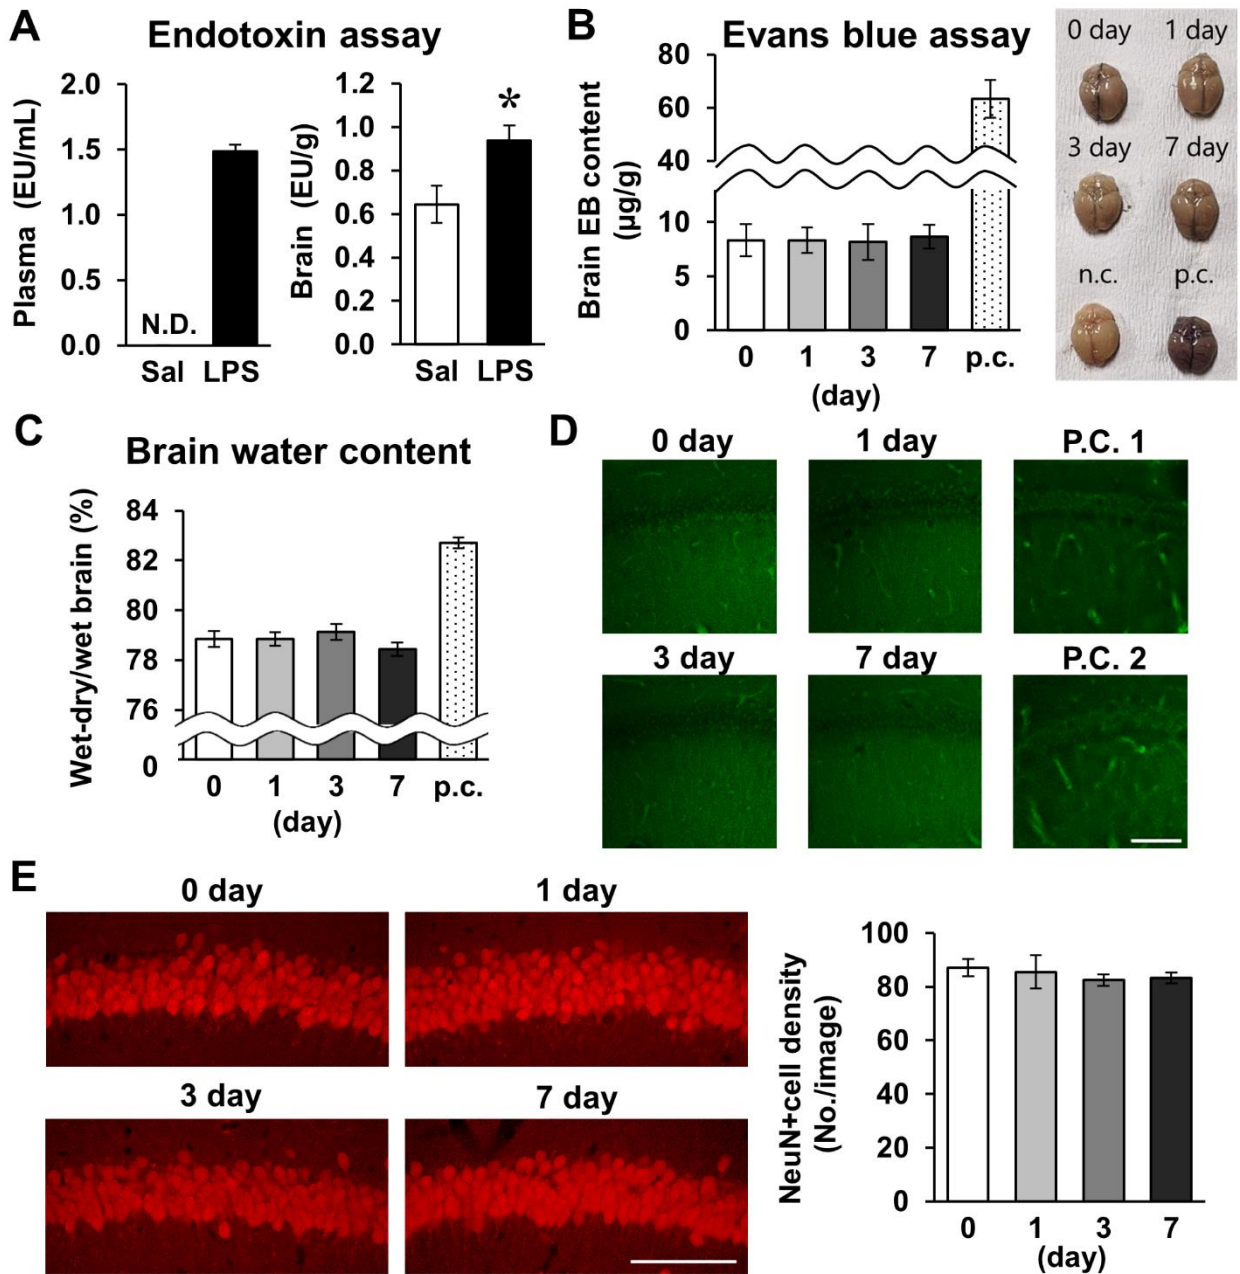 A
Endotoxin assay
Plasma (EU/mL)
2.0
1.5
1.0
0.5
0.0
N.D.
Sal LPS
Brain (EU/g)
1.2
1.0
0.8
0.6
0.4
0.2
0.0
*
Sal LPS
B
Evans blue assay
Brain EB content
(μg/g)
80
60
40
10
5
0
0 1 3 7 p.c.
(day)
0 day 1 day
3 day 7 day
n.c. p.c.
C
Brain water content
Wet-dry/wet brain (%)
84
82
80
78
76
0
0 1 3 7 p.c.
(day)
D
0 day 1 day P.C. 1
3 day 7 day P.C. 2
E
0 day 1 day
3 day 7 day
NeuN+cell density
(No./image)
100
80
60
40
20
0
0 1 3 7
(day)